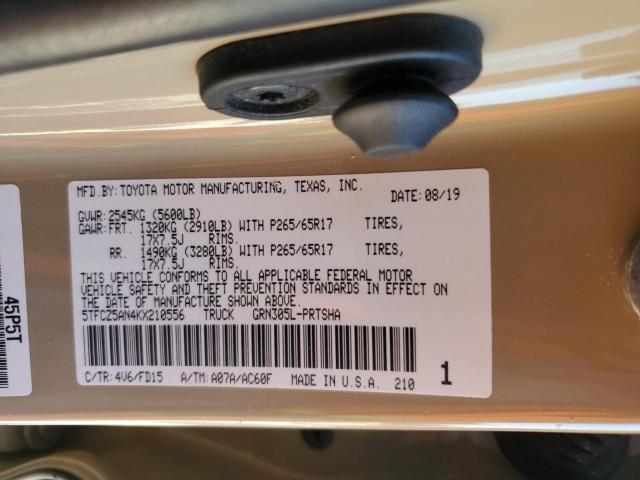 MFD.BY:TOYOTA MOTOR MANUFACTURING, TEXAS, INC.
DATE: 08/19
GVWR: 2545KG (5600LB)
GAWR: FRT. 1320KG (2910LB) WITH P265/65R17 TIRES,
17X7.5J RIMS.
RR. 1490KG (3280LB) WITH P265/65R17 TIRES,
17X7.5J RIMS.
THIS VEHICLE CONFORMS TO ALL APPLICABLE FEDERAL MOTOR
VEHICLE SAFETY AND THEFT PREVENTION STANDARDS IN EFFECT ON
THE DATE OF MANUFACTURE SHOWN ABOVE.
5TFCZ5AN4KX210556 TRUCK GRN305L-PRTSHA
C/TR: 4V6/FD15 A/TM: A07A/AC60F MADE IN U.S.A. 210
1
45P5T